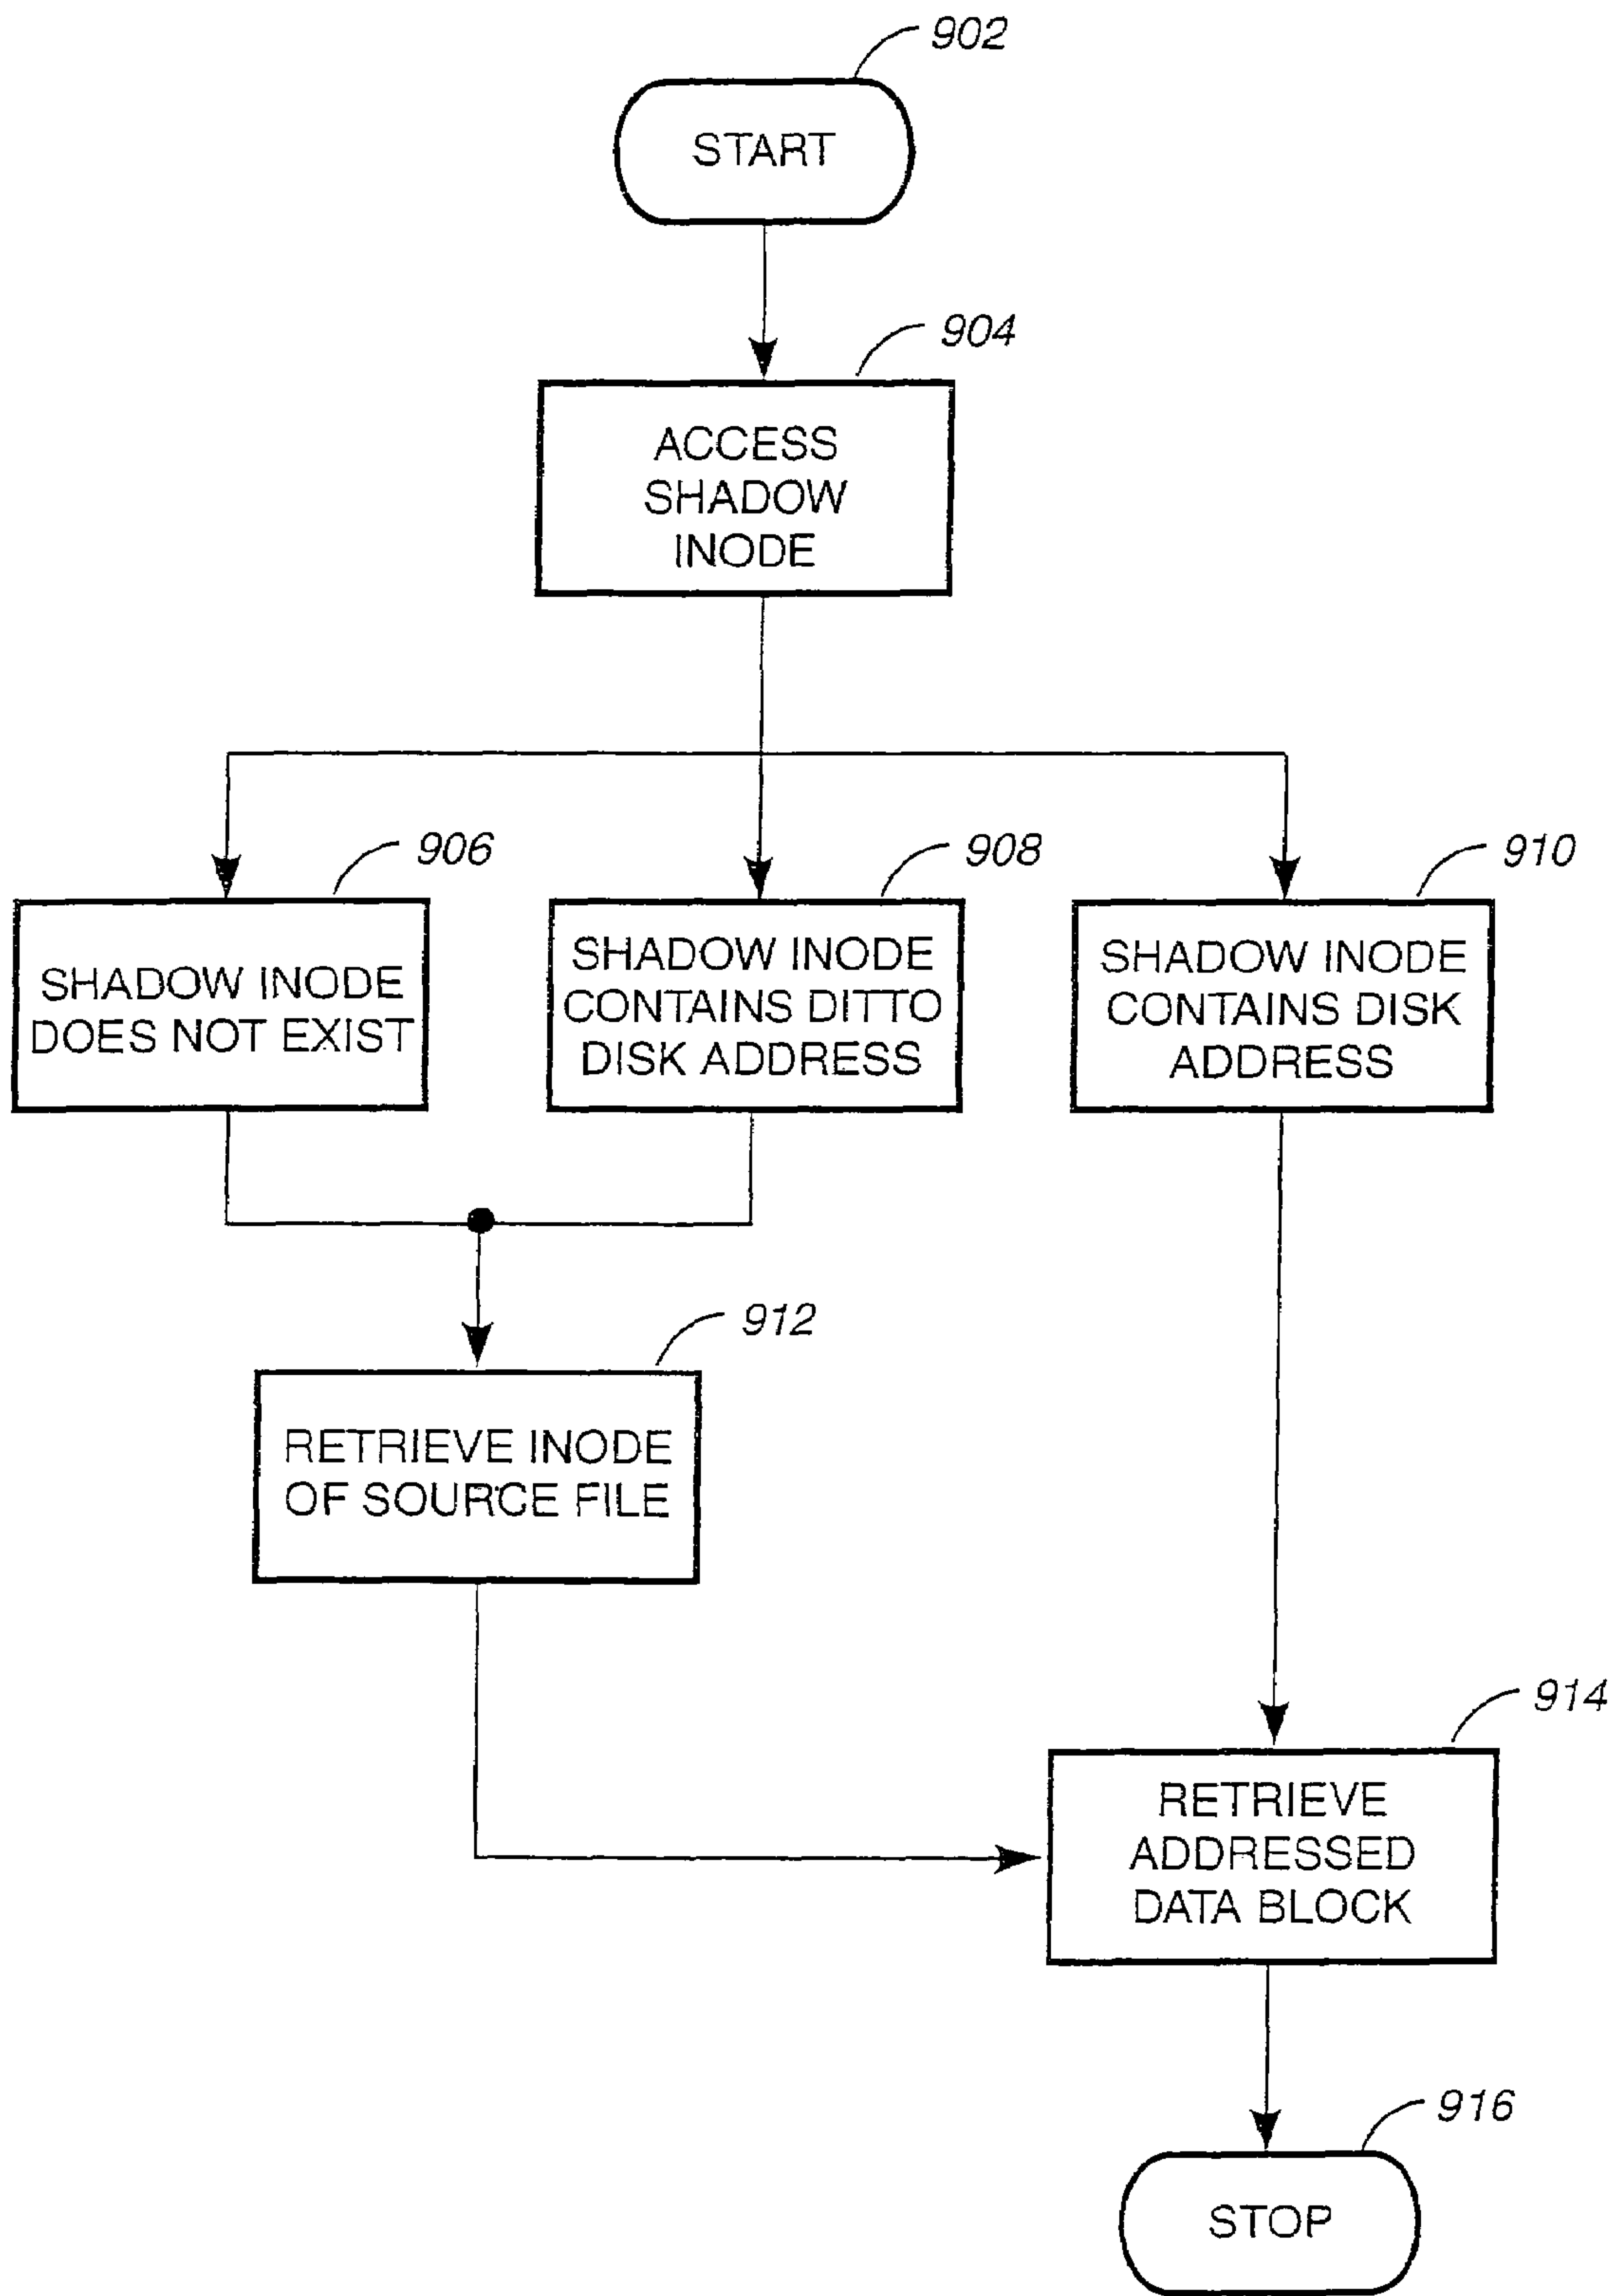 902
START
904
ACCESS
SHADOW
INODE
906
SHADOW INODE
DOES NOT EXIST
908
SHADOW INODE
CONTAINS DITTO
DISK ADDRESS
910
SHADOW INODE
CONTAINS DISK
ADDRESS
912
RETRIEVE INODE
OF SOURCE FILE
914
RETRIEVE
ADDRESSED
DATA BLOCK
916
STOP